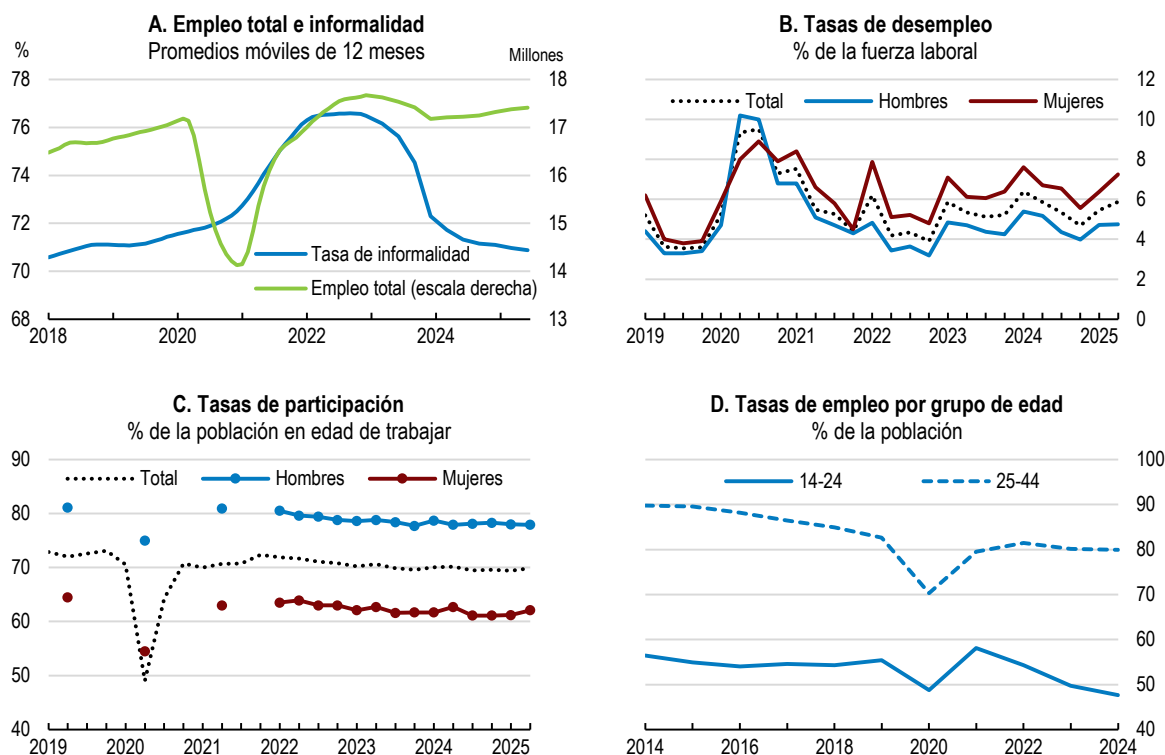 A. Empleo total e informalidad
Promedios móviles de 12 meses
% Millones
78 18
76 17
74 16
72 15
70 14
68 13
Tasa de informalidad
Empleo total (escala derecha)
2018 2020 2022 2024
B. Tasas de desempleo
% de la fuerza laboral
Total Hombres Mujeres
12
10
8
6
4
2
0
2019 2020 2021 2022 2023 2024 2025
C. Tasas de participación
% de la población en edad de trabajar
Total Hombres Mujeres
90
80
70
60
50
40
2019 2020 2021 2022 2023 2024 2025
D. Tasas de empleo por grupo de edad
% de la población
14-24 25-44
100
90
80
70
60
50
40
2014 2016 2018 2020 2022 2024